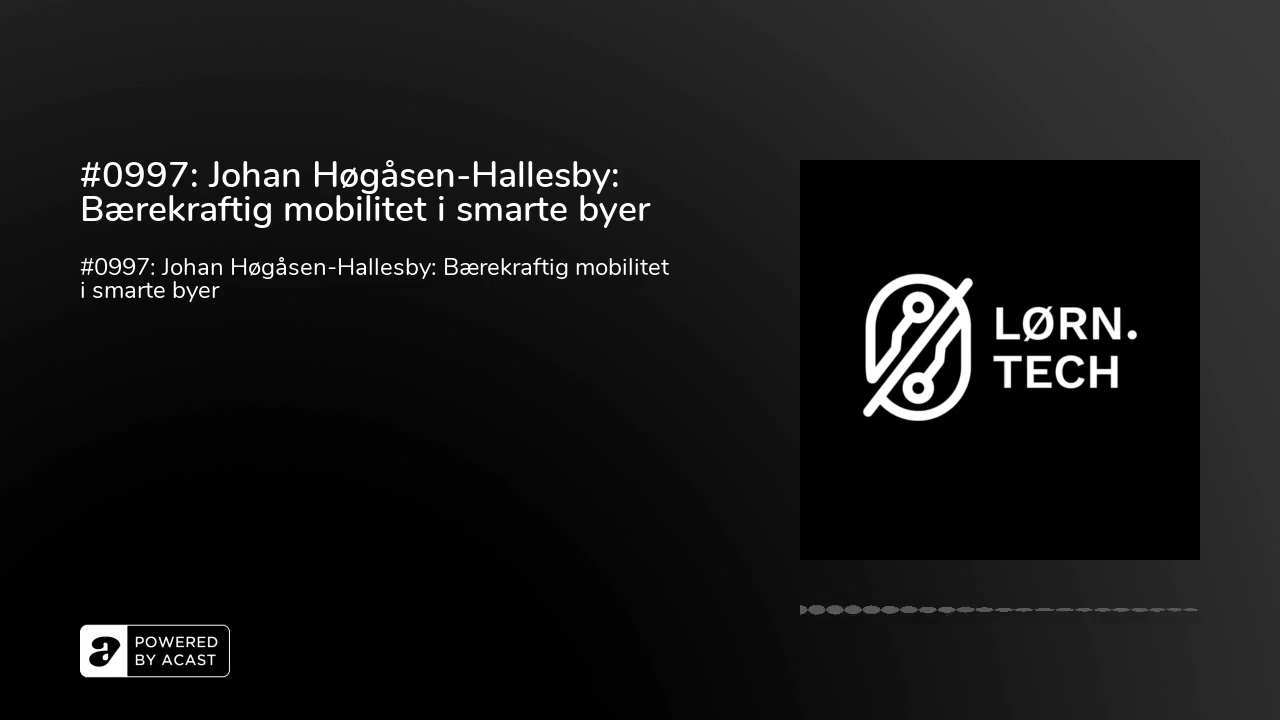 #0997: Johan Høgåsen-Hallesby:
Bærekraftig mobilitet i smarte byer
#0997: Johan Høgåsen-Hallesby: Bærekraftig mobilitet
i smarte byer
LØRN.
TECH
POWERED
BY ACAST